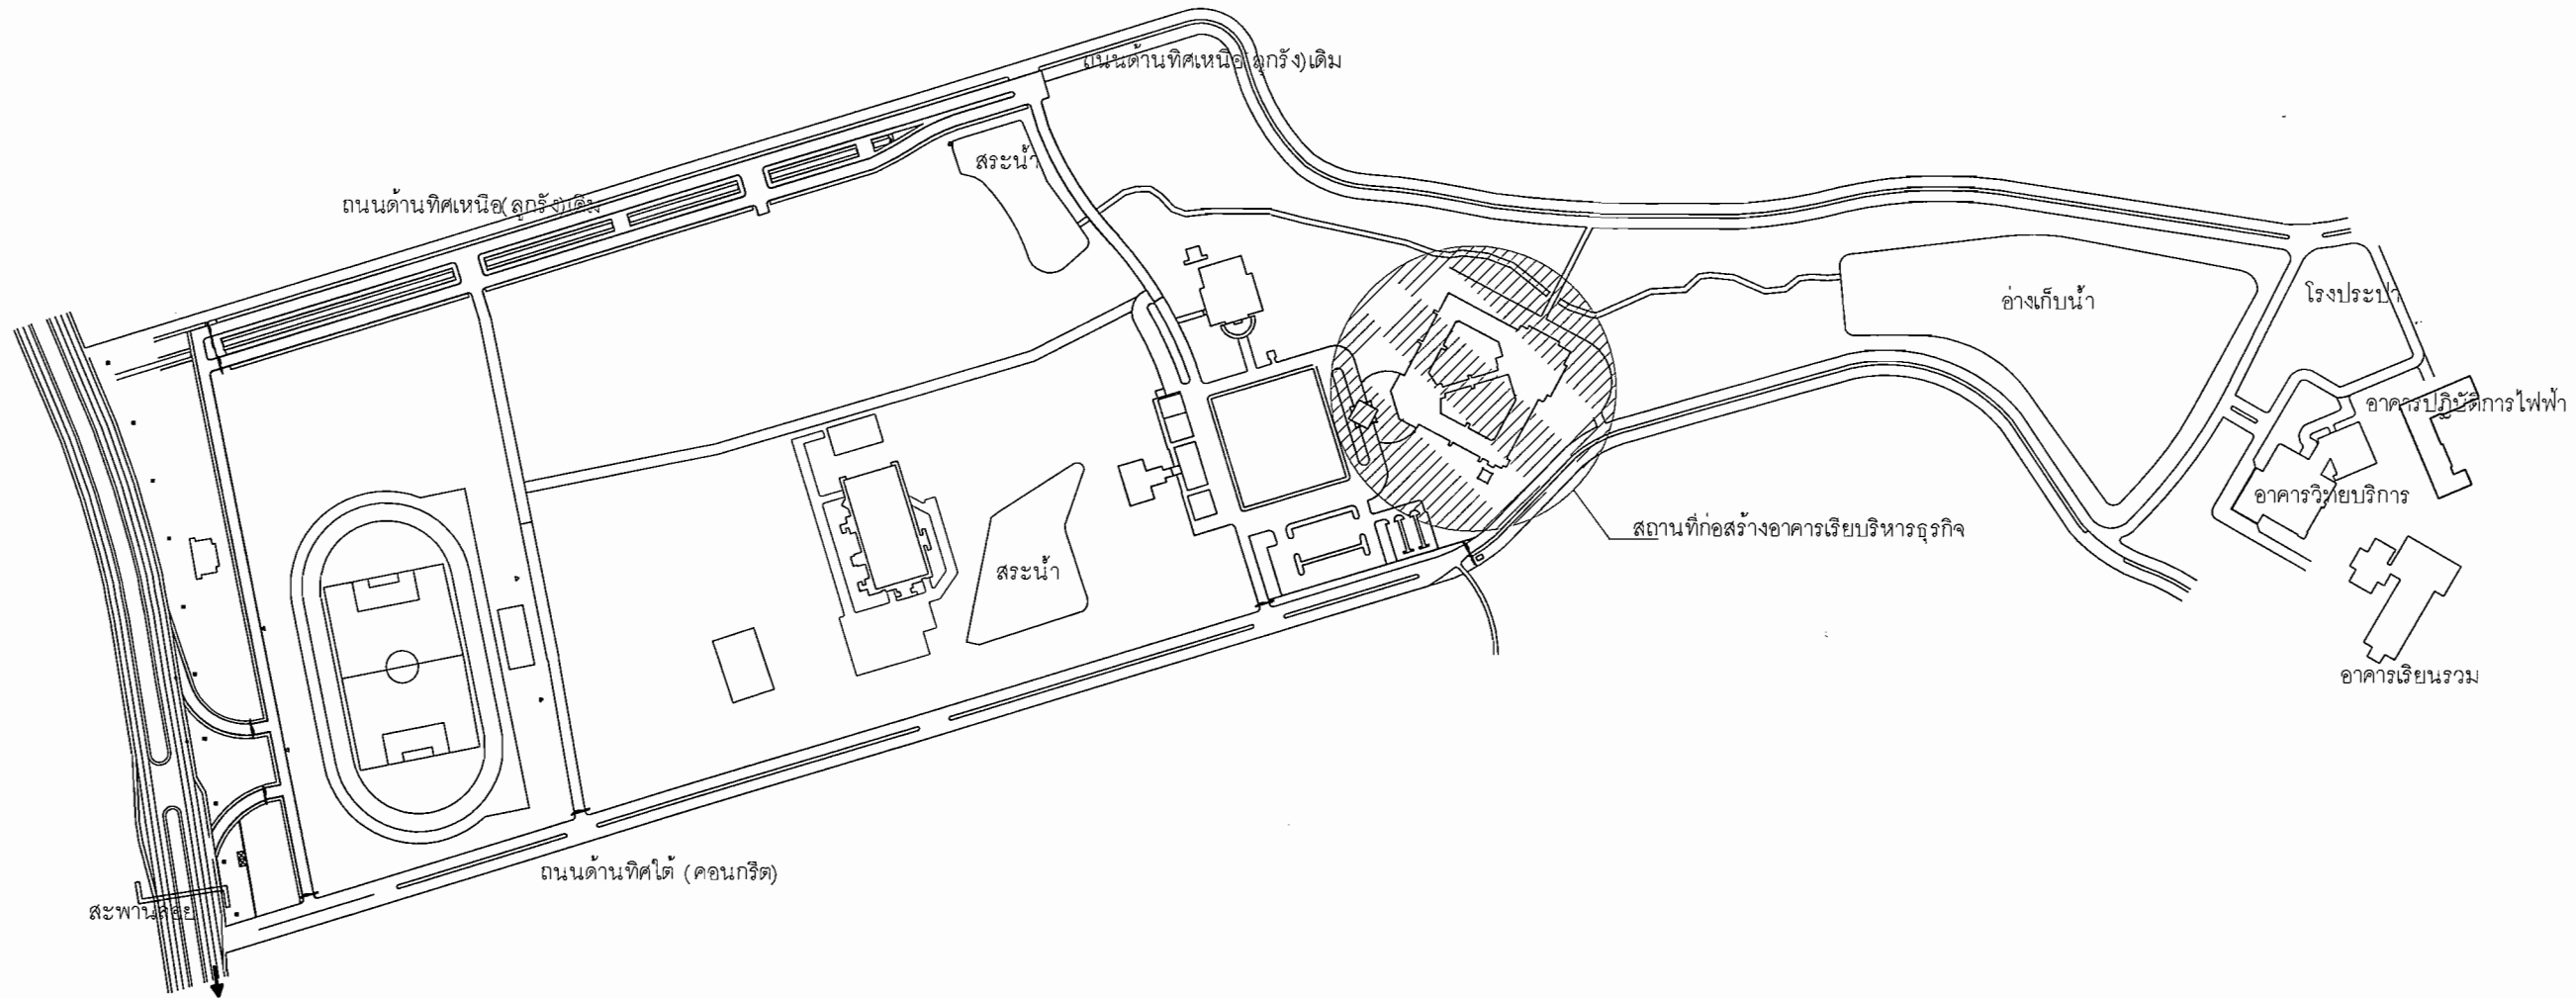 ถนนด้านทิศเหนือ(ลูกรัง)เดิม
สระน้ำ
ถนนด้านทิศเหนือ(ลูกรัง)เดิม
อ่างเก็บน้ำ
โรงประปา
อาคารปฏิบัติการไฟฟ้า
อาคารวิทยบริการ
สถานที่ก่อสร้างอาคารเรียบริหารธุรกิจ
สระน้ำ
อาคารเรียนรวม
ถนนด้านทิศใต้ (คอนกรีต)
สะพานลอย